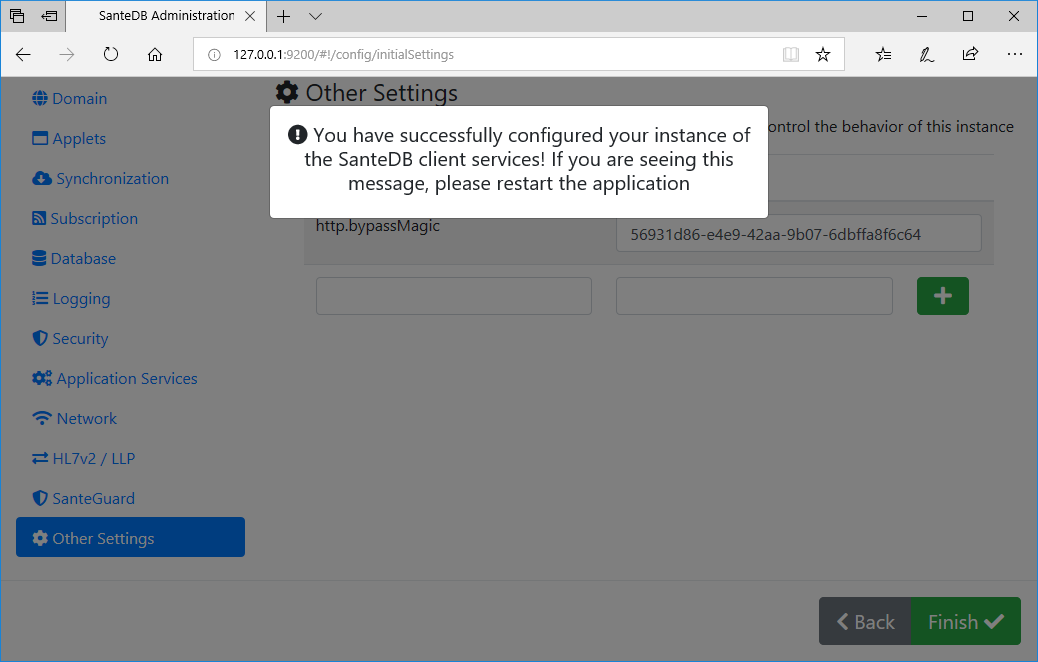 SanteDB Administration
127.0.0.1:9200/#!/config/initialSettings
Domain
Applets
Synchronization
Subscription
Database
Logging
Security
Application Services
Network
HL7v2 / LLP
SanteGuard
Other Settings
Other Settings
ontrol the behavior of this instance
You have successfully configured your instance of
the SanteDB client services! If you are seeing this
message, please restart the application
http.bypassMagic
56931d86-e4e9-42aa-9b07-6dbffa8f6c64
Back
Finish